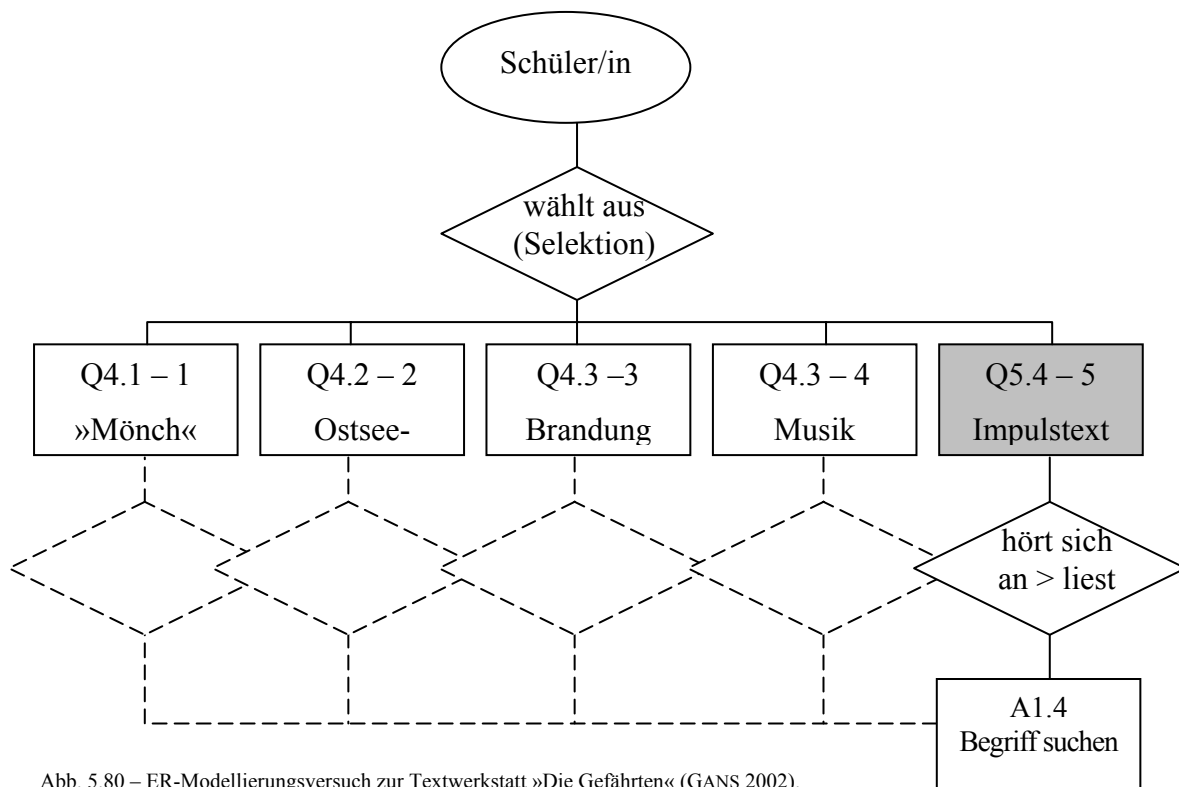 Schüler/in
wählt aus
(Selektion)
Q4.1 – 1
»Mönch«
Q4.2 – 2
Ostsee-
Q4.3 –3
Brandung
Q4.3 – 4
Musik
Q5.4 – 5
Impulstext
hört sich
an > liest
A1.4
Begriff suchen
Abb. 5.80 – ER-Modellierungsversuch zur Textwerkstatt »Die Gefährten« (GANS 2002).